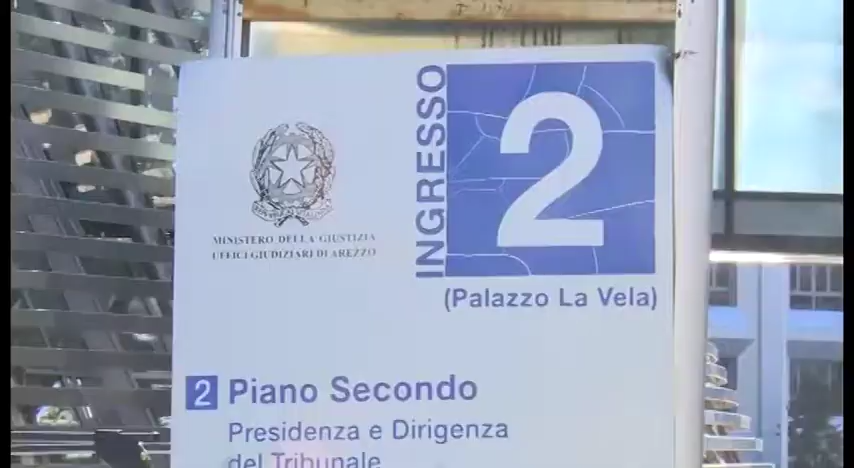 MINISTERO DELLA GIUSTIZIA
UFFICI GIUDIZIARI DI AREZZO
INGRESSO
2
(Palazzo La Vela)
2 Piano Secondo
Presidenza e Dirigenza
del Tribunale